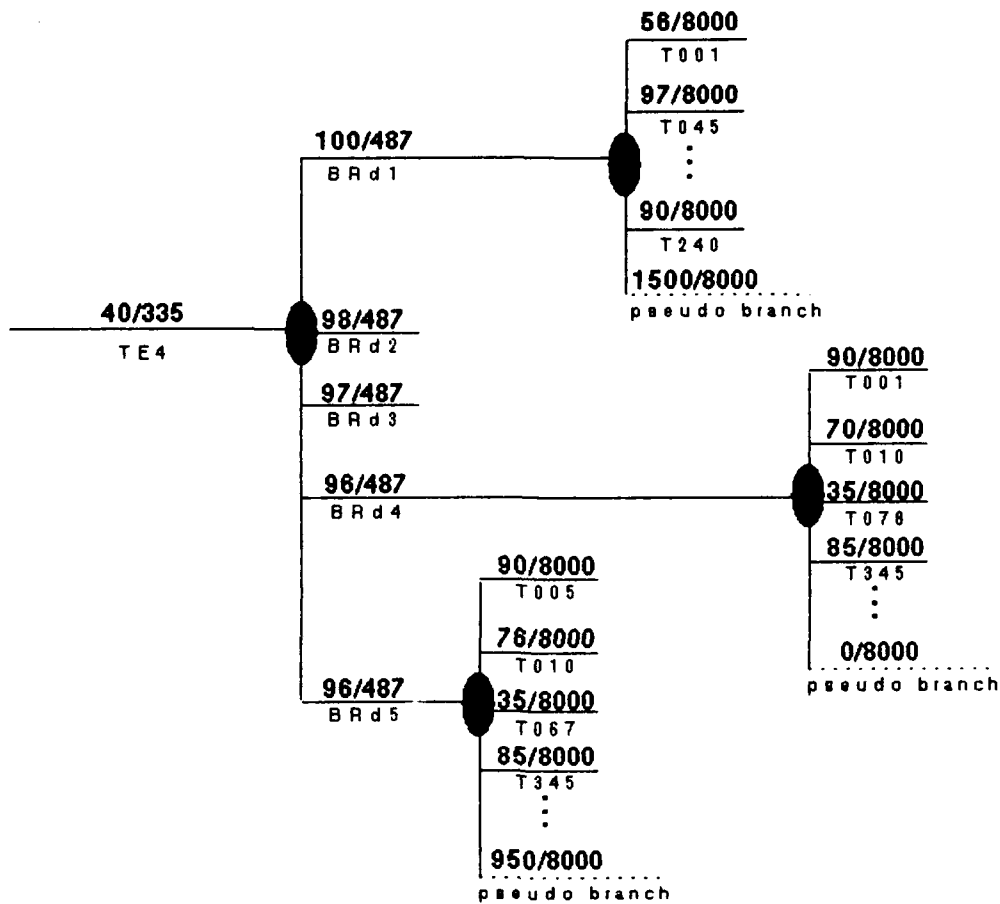 56/8000
T001
97/8000
T045
100/487
BRd1
90/8000
T240
1500/8000
pseudo branch
40/335
TE4
98/487
BRd2
97/487
BRd3
96/487
BRd4
90/8000
T001
70/8000
T010
35/8000
T078
85/8000
T345
0/8000
pseudo branch
90/8000
T005
76/8000
T010
96/487
BRd5
35/8000
T067
85/8000
T345
950/8000
pseudo branch